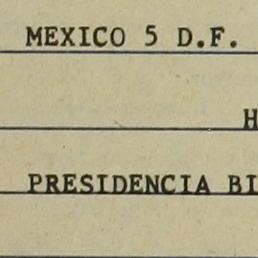 MEXICO 5 D.F.
H
PRESIDENCIA BI